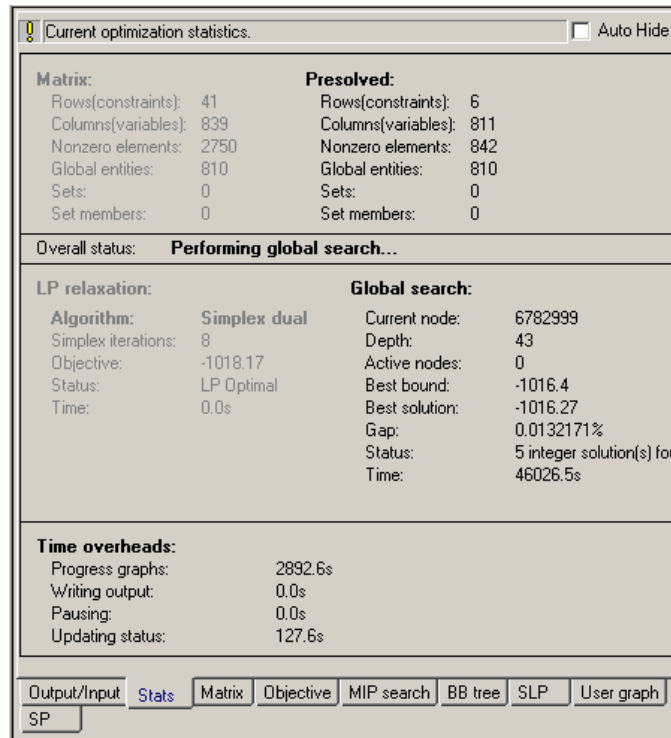 Current optimization statistics. Auto Hide
Matrix: Presolved:
Rows(constraints): 41 Rows(constraints): 6
Columns(variables): 839 Columns(variables): 811
Nonzero elements: 2750 Nonzero elements: 842
Global entities: 810 Global entities: 810
Sets: 0 Sets: 0
Set members: 0 Set members: 0
Overall status: Performing global search...
LP relaxation: Global search:
Algorithm: Simplex dual Current node: 6782999
Simplex iterations: 8 Depth: 43
Objective: -1018.17 Active nodes: 0
Status: LP Optimal Best bound: -1016.4
Time: 0.0s Best solution: -1016.27
Gap: 0.0132171%
Status: 5 integer solution(s) fou
Time: 46026.5s
Time overheads:
Progress graphs: 2892.6s
Writing output: 0.0s
Pausing: 0.0s
Updating status: 127.6s
Output/Input Stats Matrix Objective MIP search BB tree SLP User graph
SP